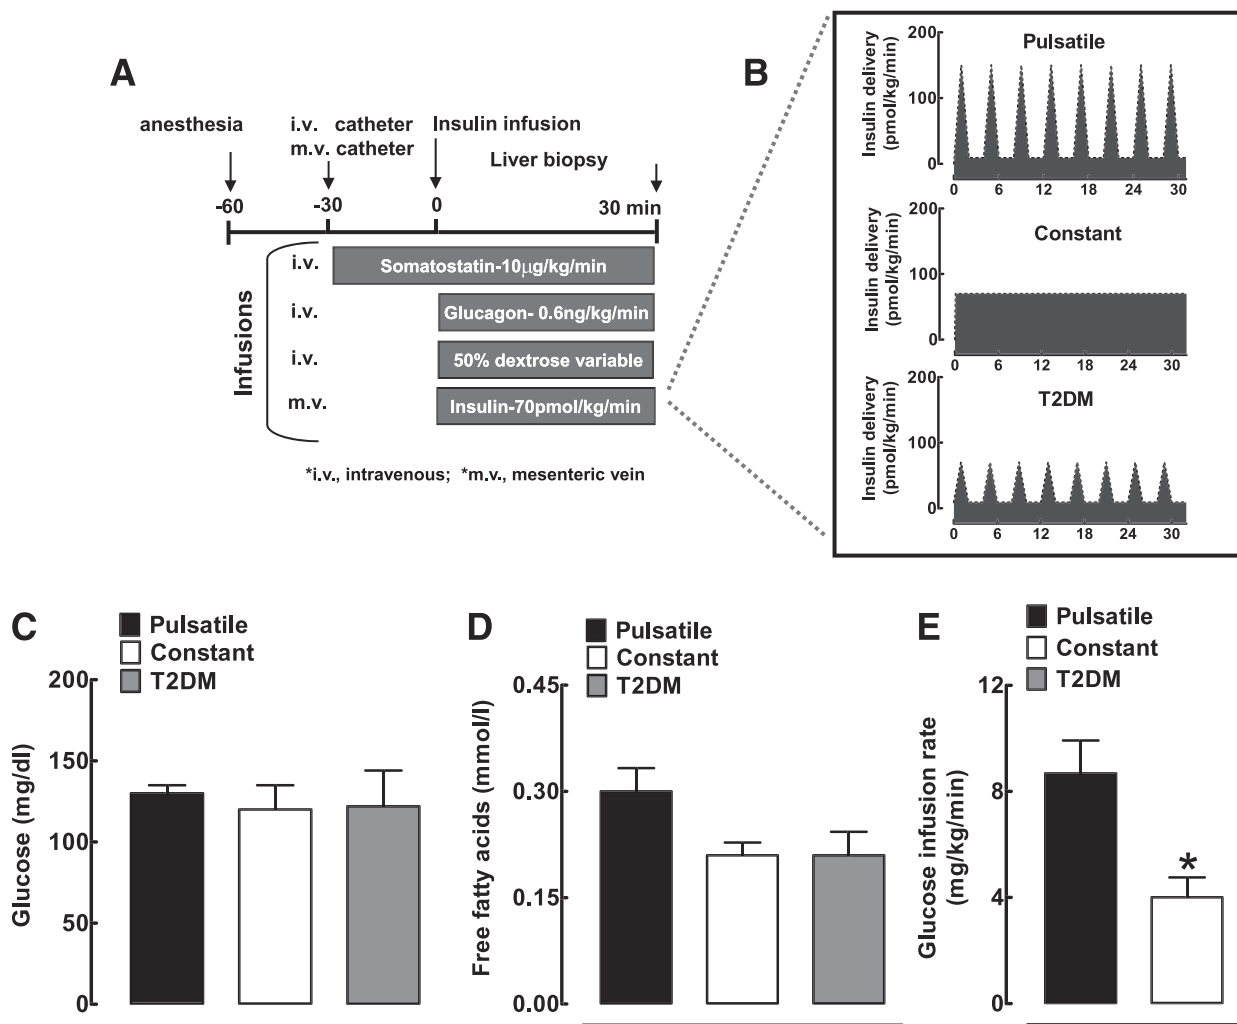 A
anesthesia
i.v. catheter
m.v. catheter
Insulin infusion
Liver biopsy
-60
-30
0
30 min
Infusions
i.v.
Somatostatin-10µg/kg/min
i.v.
Glucagon- 0.6ng/kg/min
i.v.
50% dextrose variable
m.v.
Insulin-70pmol/kg/min
*i.v., intravenous; *m.v., mesenteric vein
B
Pulsatile
Insulin delivery
(pmol/kg/min)
200
100
0
0 6 12 18 24 30
Constant
Insulin delivery
(pmol/kg/min)
200
100
0
0 6 12 18 24 30
T2DM
Insulin delivery
(pmol/kg/min)
200
100
0
0 6 12 18 24 30
C
Pulsatile
Constant
T2DM
Glucose (mg/dl)
200
150
100
50
0
D
Pulsatile
Constant
T2DM
Free fatty acids (mmol/l)
0.45
0.30
0.15
0.00
E
Pulsatile
Constant
T2DM
Glucose infusion rate
(mg/kg/min)
12
8
4
0
*